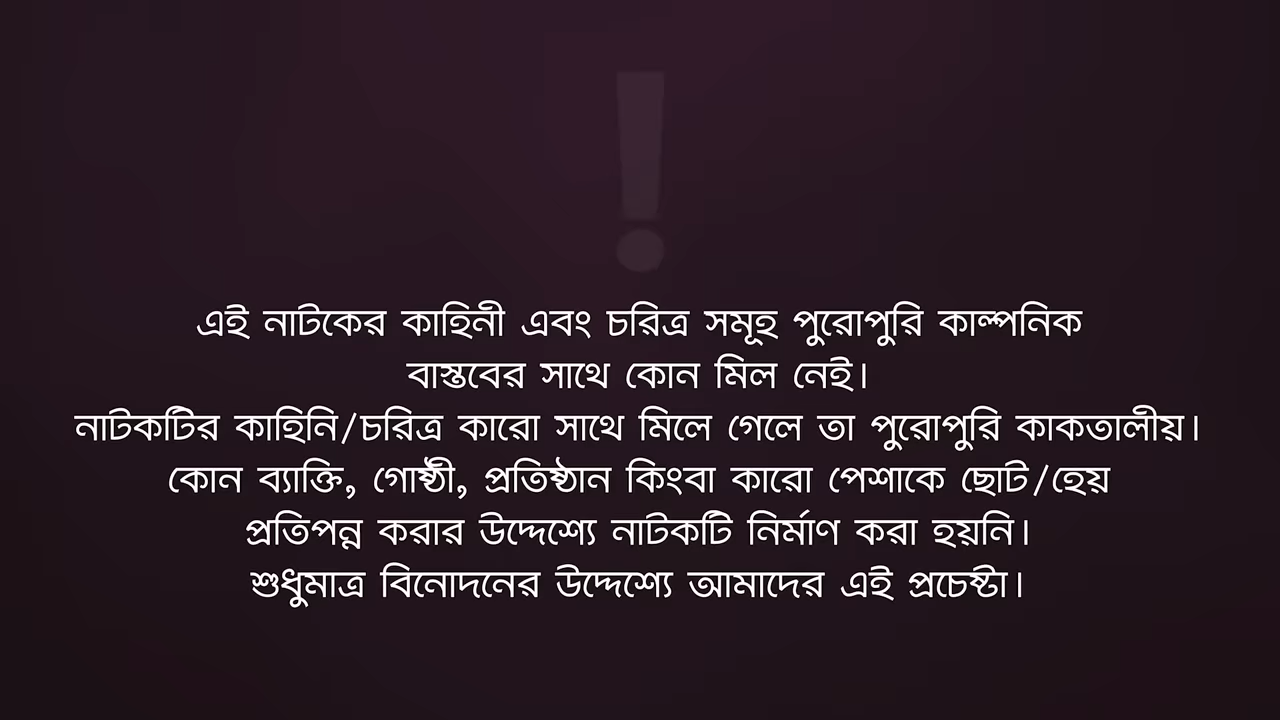 এই নাটকের কাহিনী এবং চরিত্র সমূহ পুরোপুরি কাল্পনিক
বাস্তবের সাথে কোন মিল নেই।
নাটকটির কাহিনি/চরিত্র কারো সাথে মিলে গেলে তা পুরোপুরি কাকতালীয়।
কোন ব্যাক্তি, গোষ্ঠী, প্রতিষ্ঠান কিংবা কারো পেশাকে ছোট/হেয়
প্রতিপন্ন করার উদ্দেশ্যে নাটকটি নির্মাণ করা হয়নি।
শুধুমাত্র বিনোদনের উদ্দেশ্যে আমাদের এই প্রচেষ্টা।